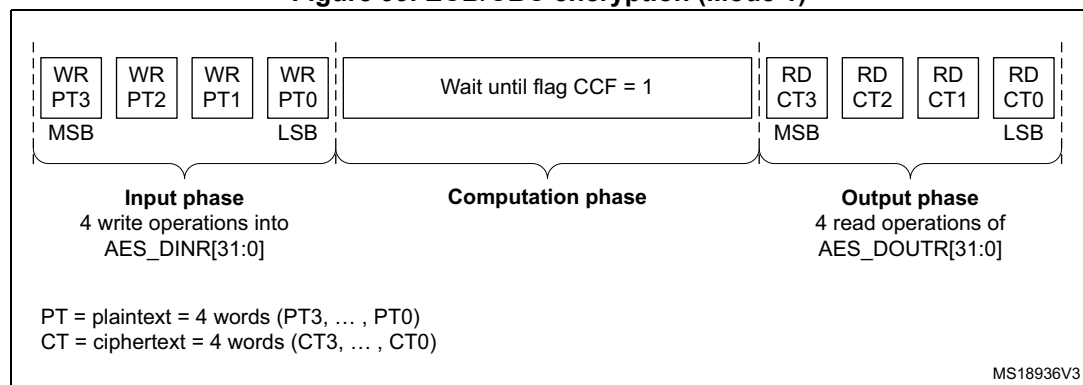 WR PT3 WR PT2 WR PT1 WR PT0 Wait until flag CCF = 1 RD CT3 RD CT2 RD CT1 RD CT0
MSB LSB MSB LSB
Input phase
4 write operations into
AES_DINR[31:0]
Computation phase
Output phase
4 read operations of
AES_DOUTR[31:0]
PT = plaintext = 4 words (PT3, … , PT0)
CT = ciphertext = 4 words (CT3, … , CT0)
MS18936V3